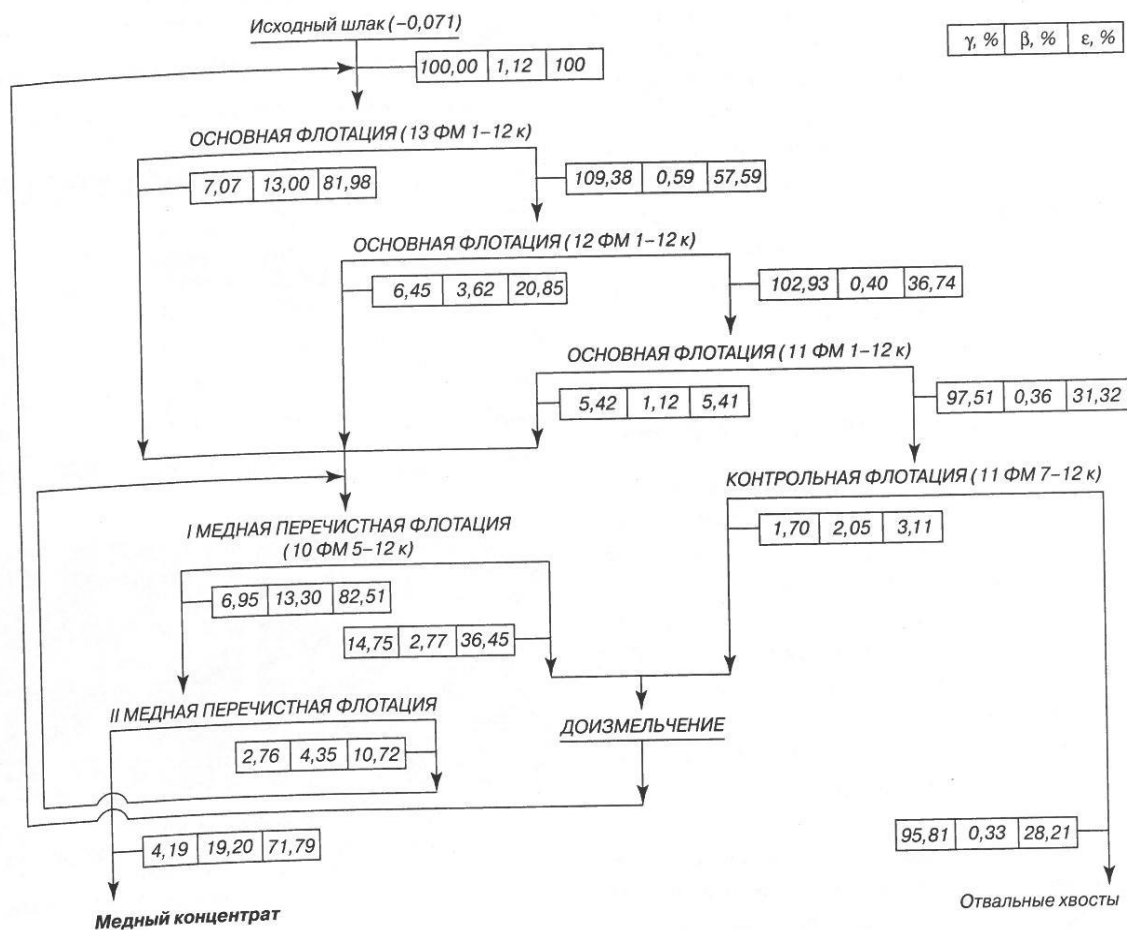 Исходный шлак (−0,071)
γ, % β, % ε, %
100,00 1,12 100
ОСНОВНАЯ ФЛОТАЦИЯ (13 ФМ 1–12 к)
7,07 13,00 81,98
109,38 0,59 57,59
ОСНОВНАЯ ФЛОТАЦИЯ (12 ФМ 1–12 к)
6,45 3,62 20,85
102,93 0,40 36,74
ОСНОВНАЯ ФЛОТАЦИЯ (11 ФМ 1–12 к)
5,42 1,12 5,41
97,51 0,36 31,32
КОНТРОЛЬНАЯ ФЛОТАЦИЯ (11 ФМ 7–12 к)
1,70 2,05 3,11
I МЕДНАЯ ПЕРЕЧИСТНАЯ ФЛОТАЦИЯ
(10 ФМ 5–12 к)
6,95 13,30 82,51
14,75 2,77 36,45
II МЕДНАЯ ПЕРЕЧИСТНАЯ ФЛОТАЦИЯ
ДОИЗМЕЛЬЧЕНИЕ
2,76 4,35 10,72
4,19 19,20 71,79
95,81 0,33 28,21
Медный концентрат
Отвальные хвосты